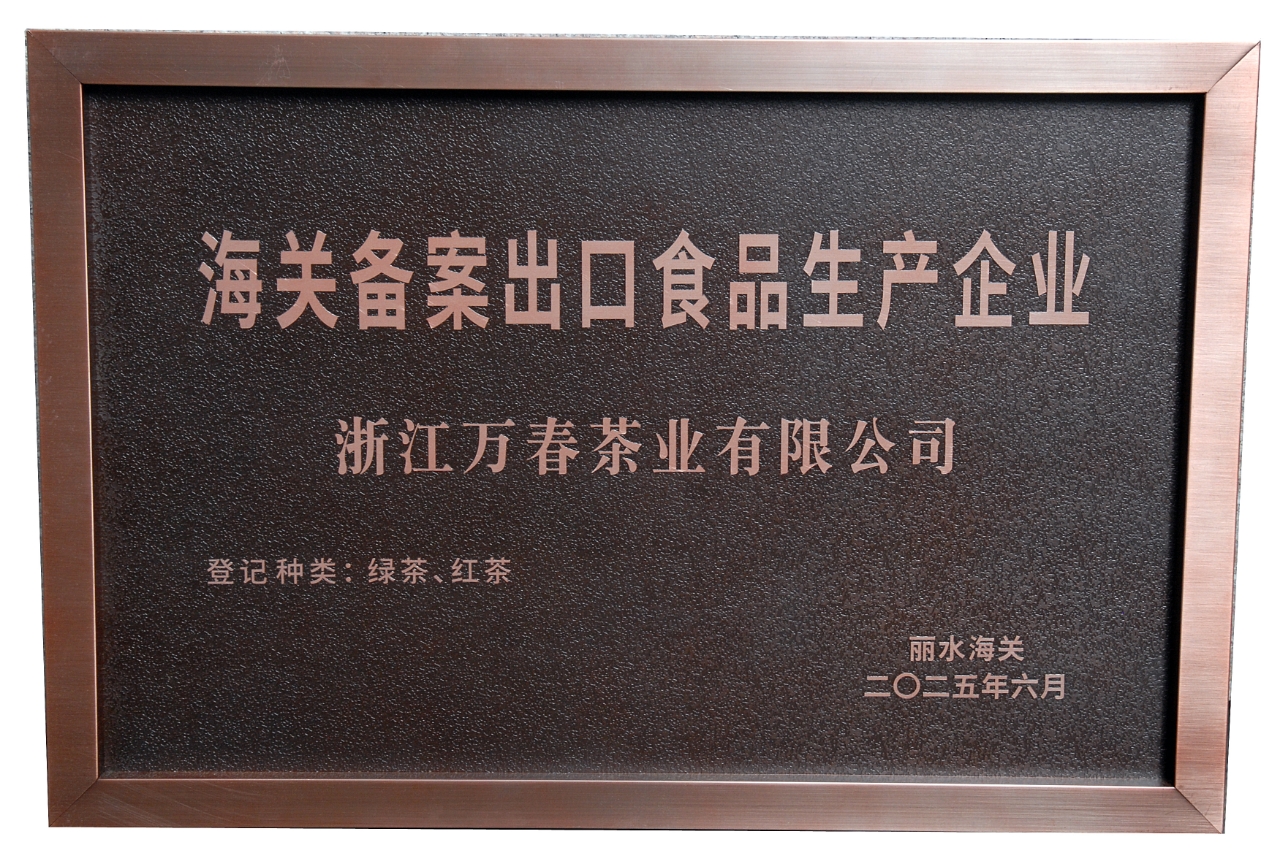 海关备案出口食品生产企业
浙江万春茶业有限公司
登记种类：绿茶、红茶
丽水海关
二〇二五年六月